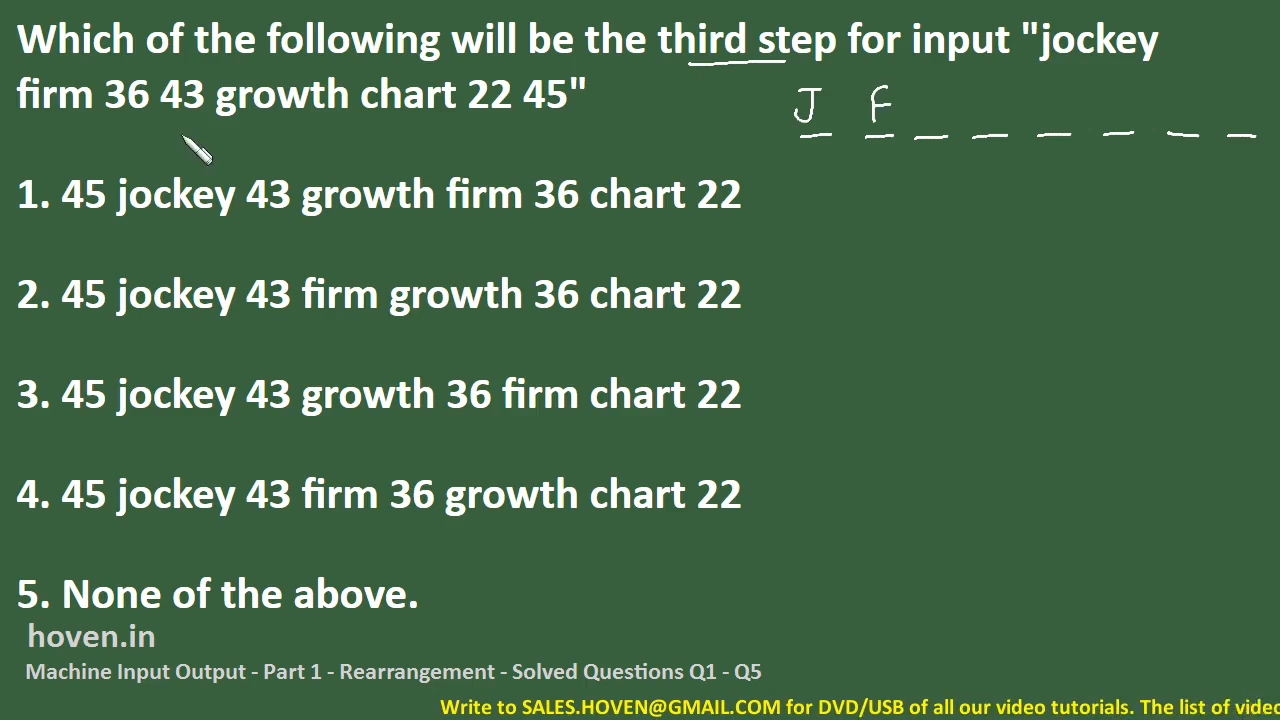 Which of the following will be the third step for input "jockey
firm 36 43 growth chart 22 45"
J F
1. 45 jockey 43 growth firm 36 chart 22
2. 45 jockey 43 firm growth 36 chart 22
3. 45 jockey 43 growth 36 firm chart 22
4. 45 jockey 43 firm 36 growth chart 22
5. None of the above.
hoven.in
Machine Input Output - Part 1 - Rearrangement - Solved Questions Q1 - Q5
Write to SALES.HOVEN@GMAIL.COM for DVD/USB of all our video tutorials. The list of video